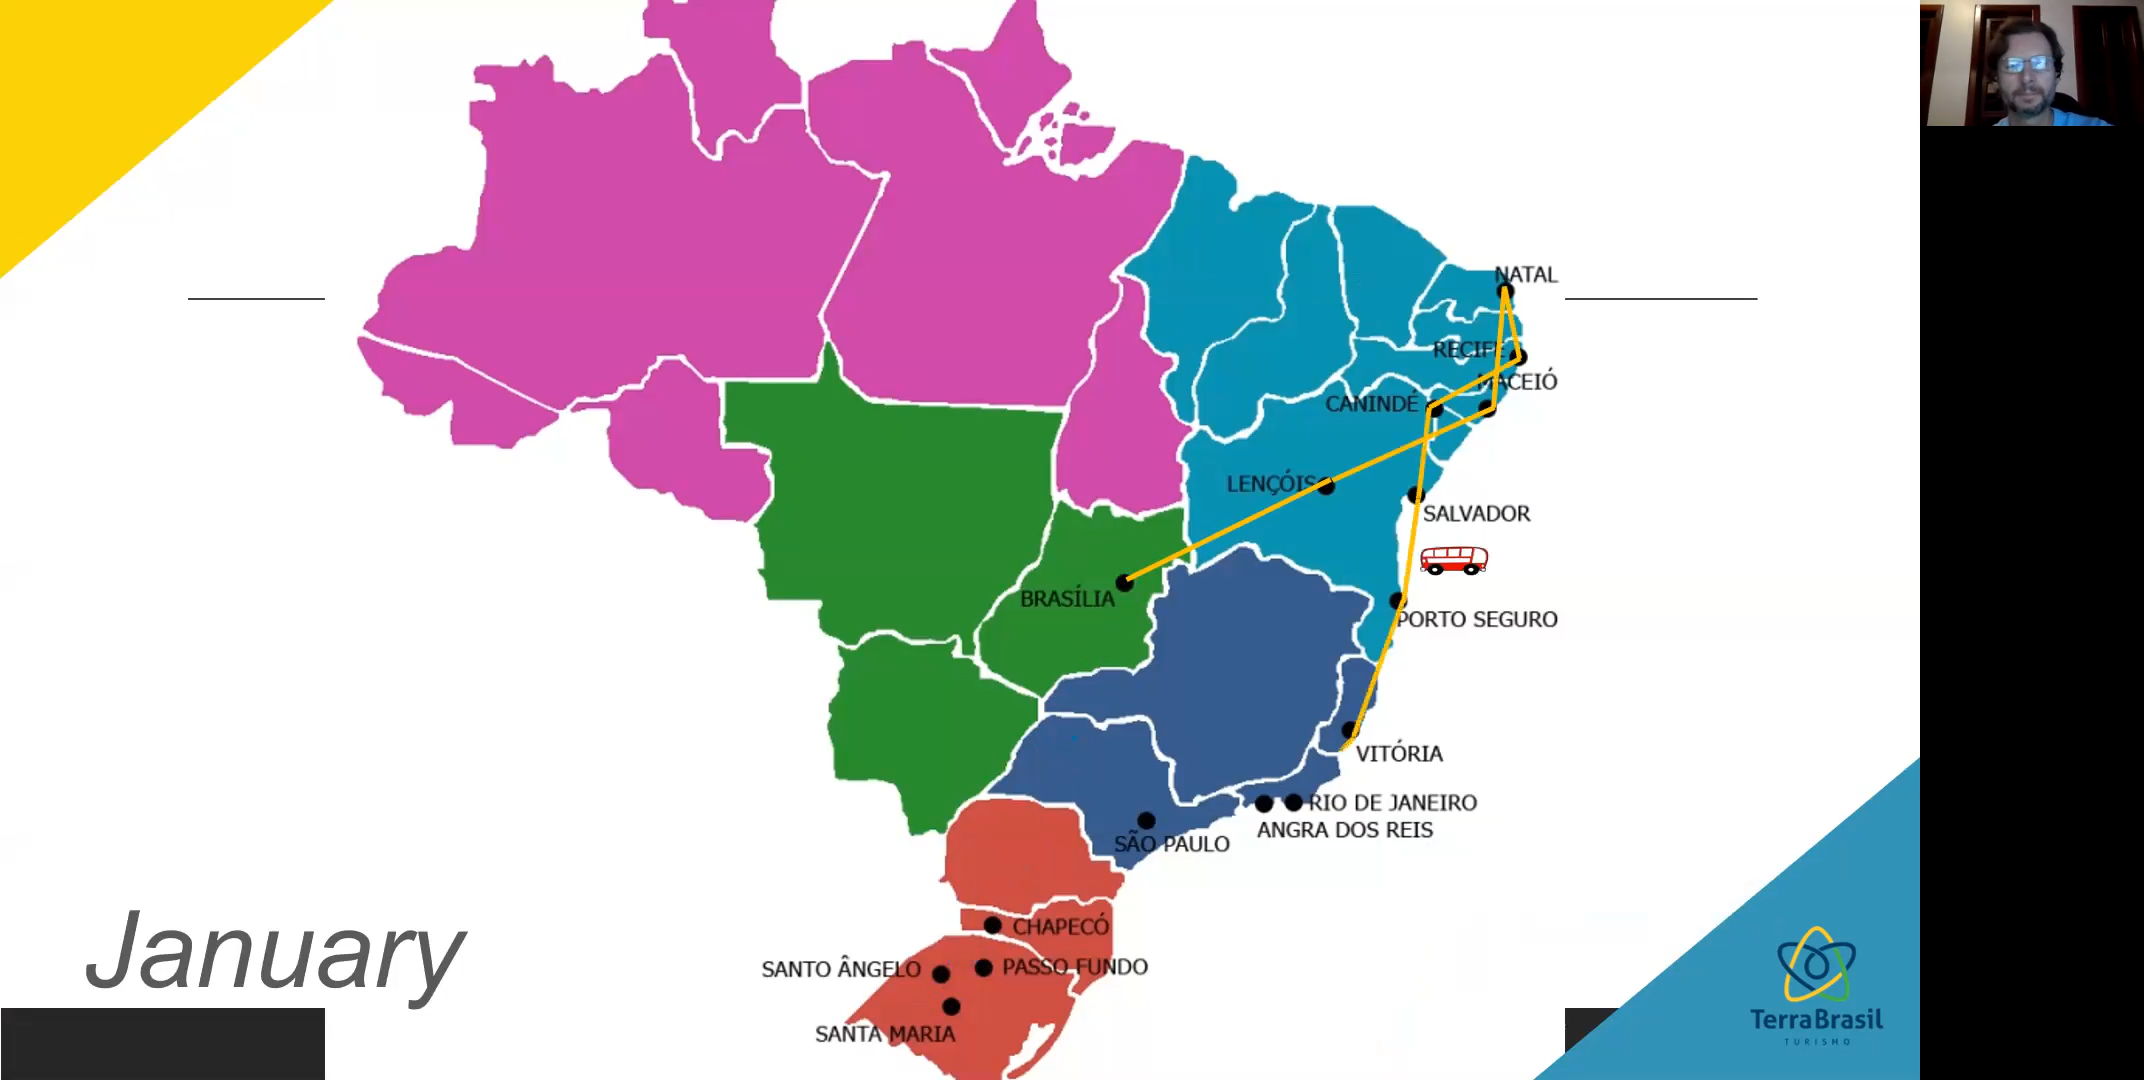 NATAL
RECIFE
MACEIÓ
CANINDÉ
LENÇÓIS
SALVADOR
BRASÍLIA
PORTO SEGURO
VITÓRIA
RIO DE JANEIRO
ANGRA DOS REIS
SÃO PAULO
CHAPECÓ
SANTO ÂNGELO
PASSO FUNDO
SANTA MARIA
January
TerraBrasil
TURISMO